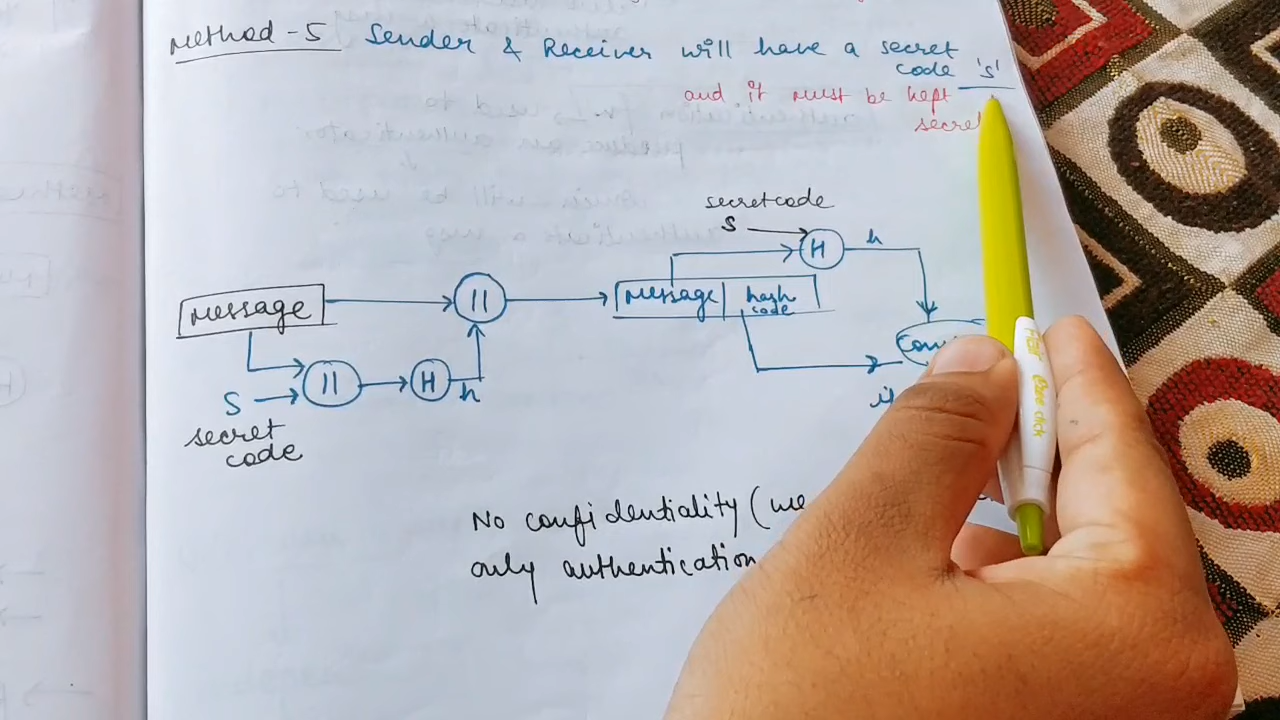 Method - 5 Sender & Receiver will have a secret
code 's'
and it must be kept
secret
secret code
S
H
h
message
||
message
hash
code
||
H
h
S
secret
code
No confidentiality (we
only authentication